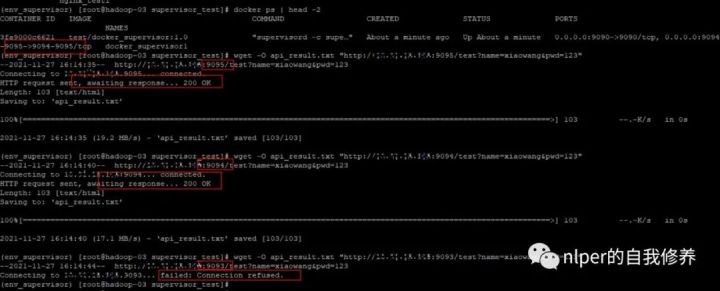 nginx_test1
(env_supervisor) [root@hadoop-03 supervisor_test]# docker ps | head -2
CONTAINER ID IMAGE COMMAND CREATED STATUS PORTS
NAMES
3fa9000c6621 test/docker_supervisor:1.0 "supervisord -c supe…" About a minute ago Up About a minute 0.0.0.0:9090->9090/tcp, 0.0.0.0:9094
-9095->9094-9095/tcp docker_supervisor1
(env_supervisor) [root@hadoop-03 supervisor_test]# wget -O api_result.txt "http://:9095/test?name=xiaowang&pwd=123"
--2021-11-27 16:14:35-- http://:9095/test?name=xiaowang&pwd=123
Connecting to :9095... connected.
HTTP request sent, awaiting response... 200 OK
Length: 103 [text/html]
Saving to: 'api_result.txt'
100%[=====>] 103 --.-K/s in 0s
2021-11-27 16:14:35 (19.2 MB/s) - 'api_result.txt' saved [103/103]
(env_supervisor) [root@hadoop-03 supervisor_test]# wget -O api_result.txt "http://:9094/test?name=xiaowang&pwd=123"
--2021-11-27 16:14:40-- http://:9094/test?name=xiaowang&pwd=123
Connecting to :9094... connected.
HTTP request sent, awaiting response... 200 OK
Length: 103 [text/html]
Saving to: 'api_result.txt'
100%[=====>] 103 --.-K/s in 0s
2021-11-27 16:14:40 (17.1 MB/s) - 'api_result.txt' saved [103/103]
(env_supervisor) [root@hadoop-03 supervisor_test]# wget -O api_result.txt "http://:9093/test?name=xiaowang&pwd=123"
--2021-11-27 16:14:44-- http://:9093/test?name=xiaowang&pwd=123
Connecting to :9093... failed: Connection refused.
(env_supervisor) [root@hadoop-03 supervisor_test]#
nlper的自我修养